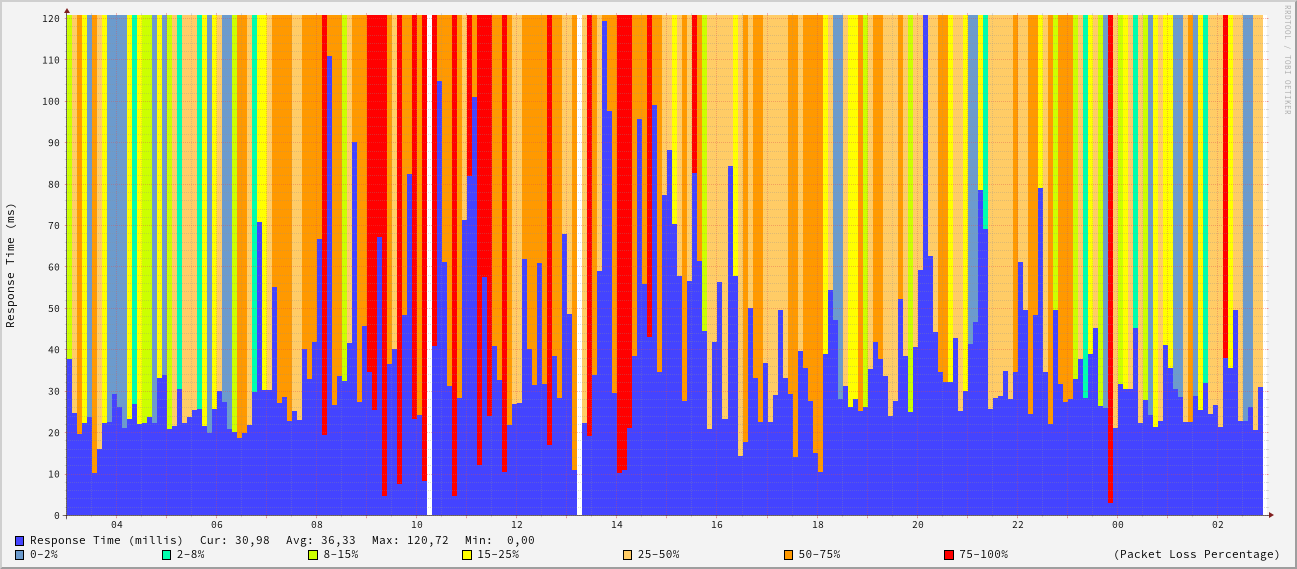 RRDTOOL / TOBI OETIKER
Response Time (ms)
120
110
100
90
80
70
60
50
40
30
20
10
0
04 06 08 10 12 14 16 18 20 22 00 02
Response Time (millis) Cur: 30,98 Avg: 36,33 Max: 120,72 Min: 0,00
0-2% 2-8% 8-15% 15-25% 25-50% 50-75% 75-100% (Packet Loss Percentage)